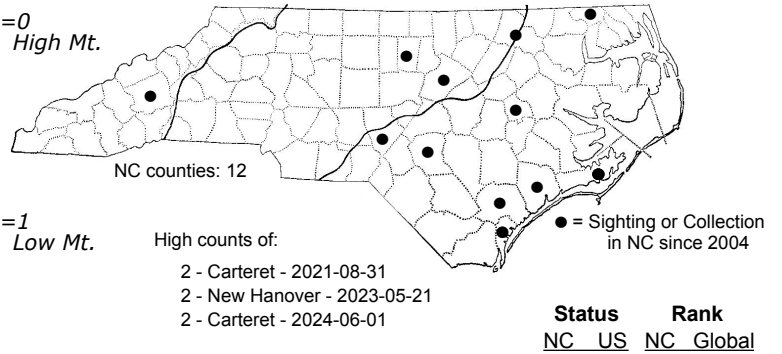 =0
High Mt.
NC counties: 12
=1
Low Mt.
High counts of:
2 - Carteret - 2021-08-31
2 - New Hanover - 2023-05-21
2 - Carteret - 2024-06-01
● = Sighting or Collection
in NC since 2004
Status Rank
NC US NC Global